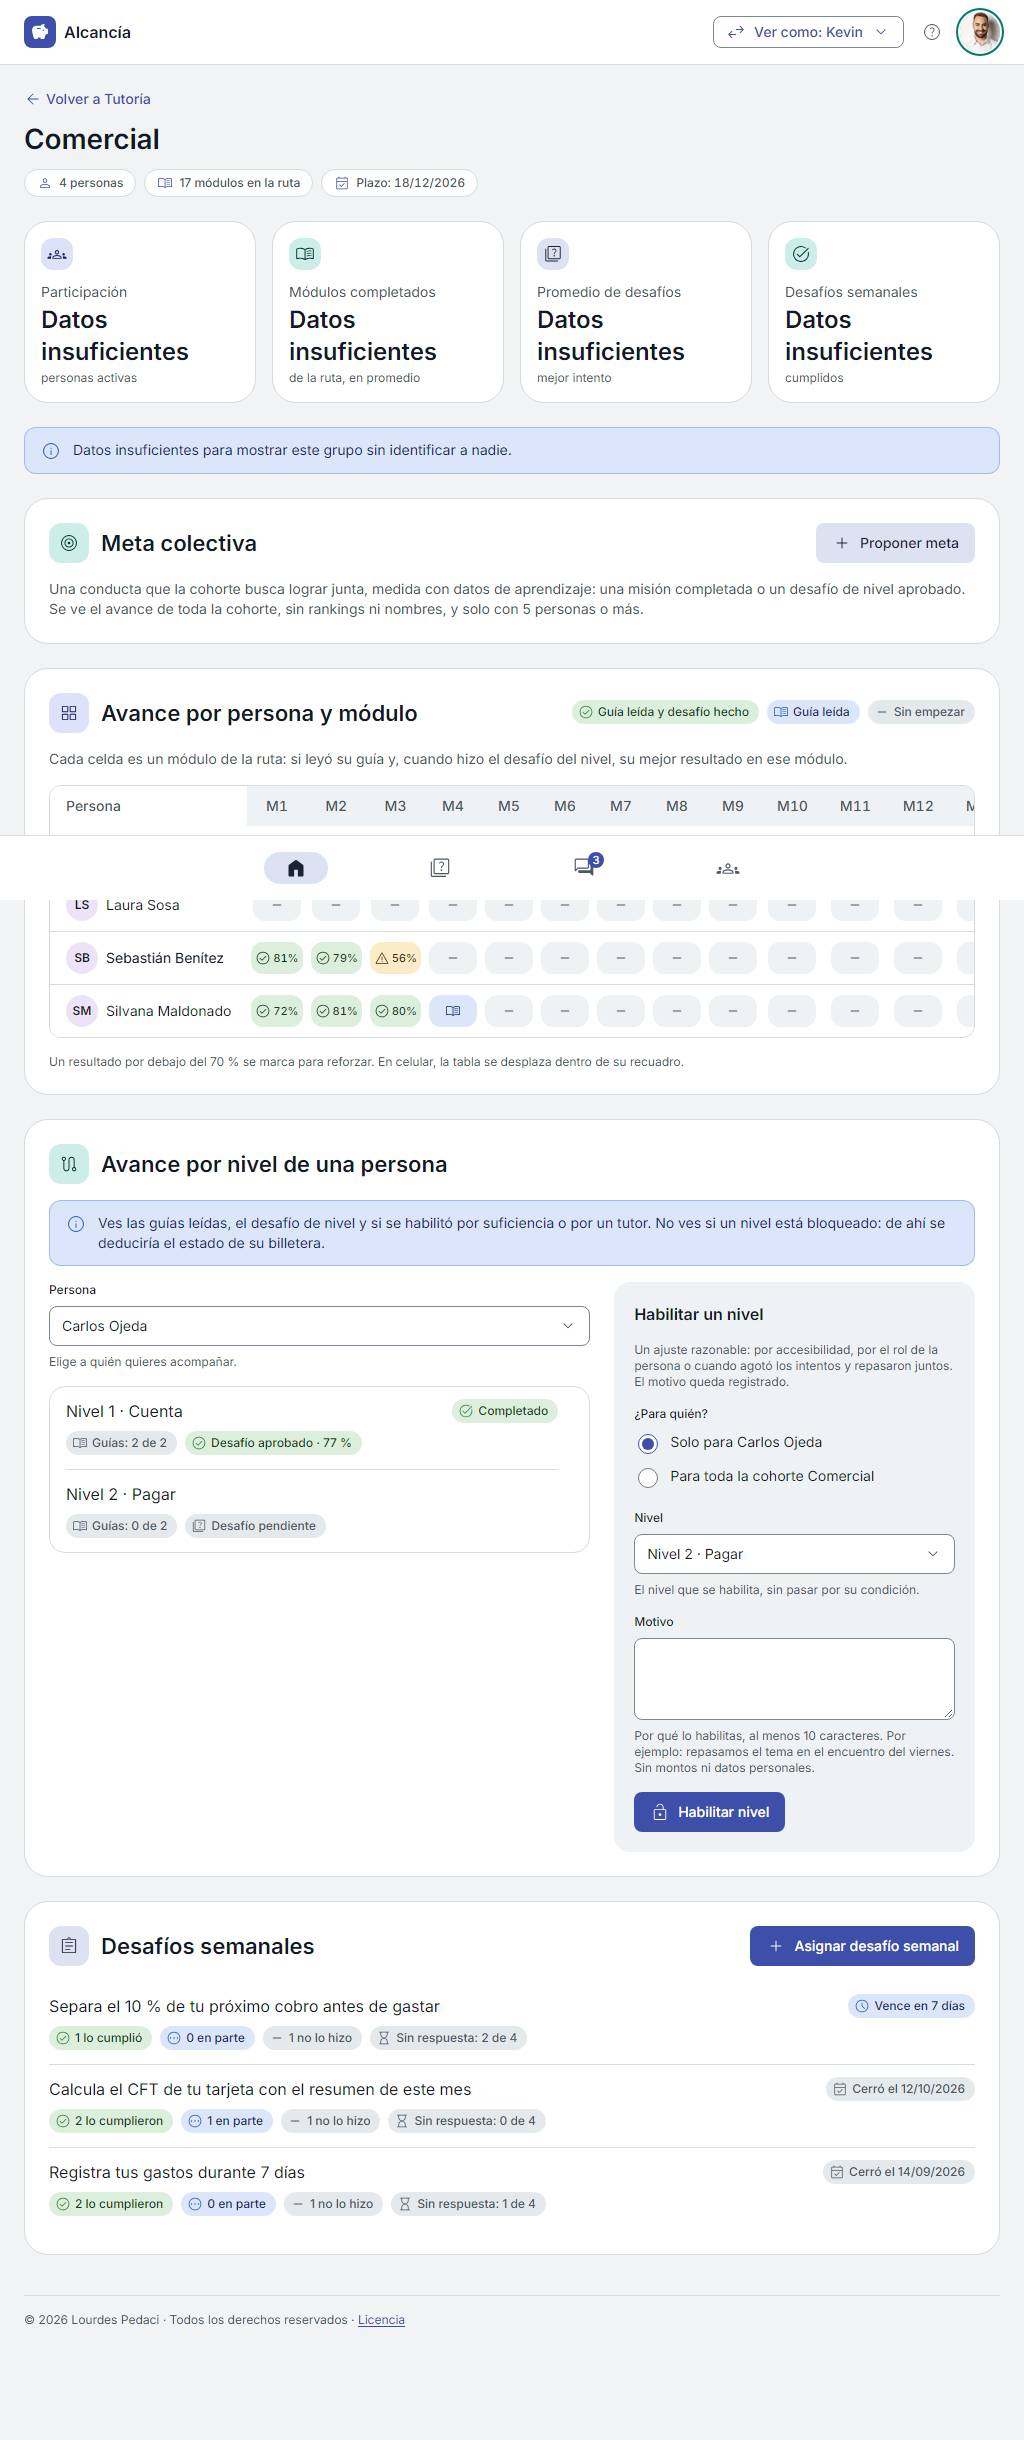 Alcancía
Ver como: Kevin
Volver a Tutoría
Comercial
4 personas
17 módulos en la ruta
Plazo: 18/12/2026
Participación
Datos
insuficientes
personas activas
Módulos completados
Datos
insuficientes
de la ruta, en promedio
Promedio de desafíos
Datos
insuficientes
mejor intento
Desafíos semanales
Datos
insuficientes
cumplidos
Datos insuficientes para mostrar este grupo sin identificar a nadie.
Meta colectiva
Proponer meta
Una conducta que la cohorte busca lograr junta, medida con datos de aprendizaje: una misión completada o un desafío de nivel aprobado.
Se ve el avance de toda la cohorte, sin rankings ni nombres, y solo con 5 personas o más.
Avance por persona y módulo
Guía leída y desafío hecho
Guía leída
Sin empezar
Cada celda es un módulo de la ruta: si leyó su guía y, cuando hizo el desafío del nivel, su mejor resultado en ese módulo.
Persona M1 M2 M3 M4 M5 M6 M7 M8 M9 M10 M11 M12
3
LS Laura Sosa – – – – – – – – – – – –
SB Sebastián Benítez 81% 79% 56% – – – – – – – – –
SM Silvana Maldonado 72% 81% 80% – – – – – – – –
Un resultado por debajo del 70 % se marca para reforzar. En celular, la tabla se desplaza dentro de su recuadro.
Avance por nivel de una persona
Ves las guías leídas, el desafío de nivel y si se habilitó por suficiencia o por un tutor. No ves si un nivel está bloqueado: de ahí se
deduciría el estado de su billetera.
Persona
Carlos Ojeda
Elige a quién quieres acompañar.
Nivel 1 · Cuenta
Completado
Guías: 2 de 2
Desafío aprobado · 77 %
Nivel 2 · Pagar
Guías: 0 de 2
Desafío pendiente
Habilitar un nivel
Un ajuste razonable: por accesibilidad, por el rol de la
persona o cuando agotó los intentos y repasaron juntos.
El motivo queda registrado.
¿Para quién?
Solo para Carlos Ojeda
Para toda la cohorte Comercial
Nivel
Nivel 2 · Pagar
El nivel que se habilita, sin pasar por su condición.
Motivo
Por qué lo habilitas, al menos 10 caracteres. Por
ejemplo: repasamos el tema en el encuentro del viernes.
Sin montos ni datos personales.
Habilitar nivel
Desafíos semanales
Asignar desafío semanal
Separa el 10 % de tu próximo cobro antes de gastar
Vence en 7 días
1 lo cumplió
0 en parte
1 no lo hizo
Sin respuesta: 2 de 4
Calcula el CFT de tu tarjeta con el resumen de este mes
Cerró el 12/10/2026
2 lo cumplieron
1 en parte
1 no lo hizo
Sin respuesta: 0 de 4
Registra tus gastos durante 7 días
Cerró el 14/09/2026
2 lo cumplieron
0 en parte
1 no lo hizo
Sin respuesta: 1 de 4
© 2026 Lourdes Pedaci · Todos los derechos reservados · Licencia